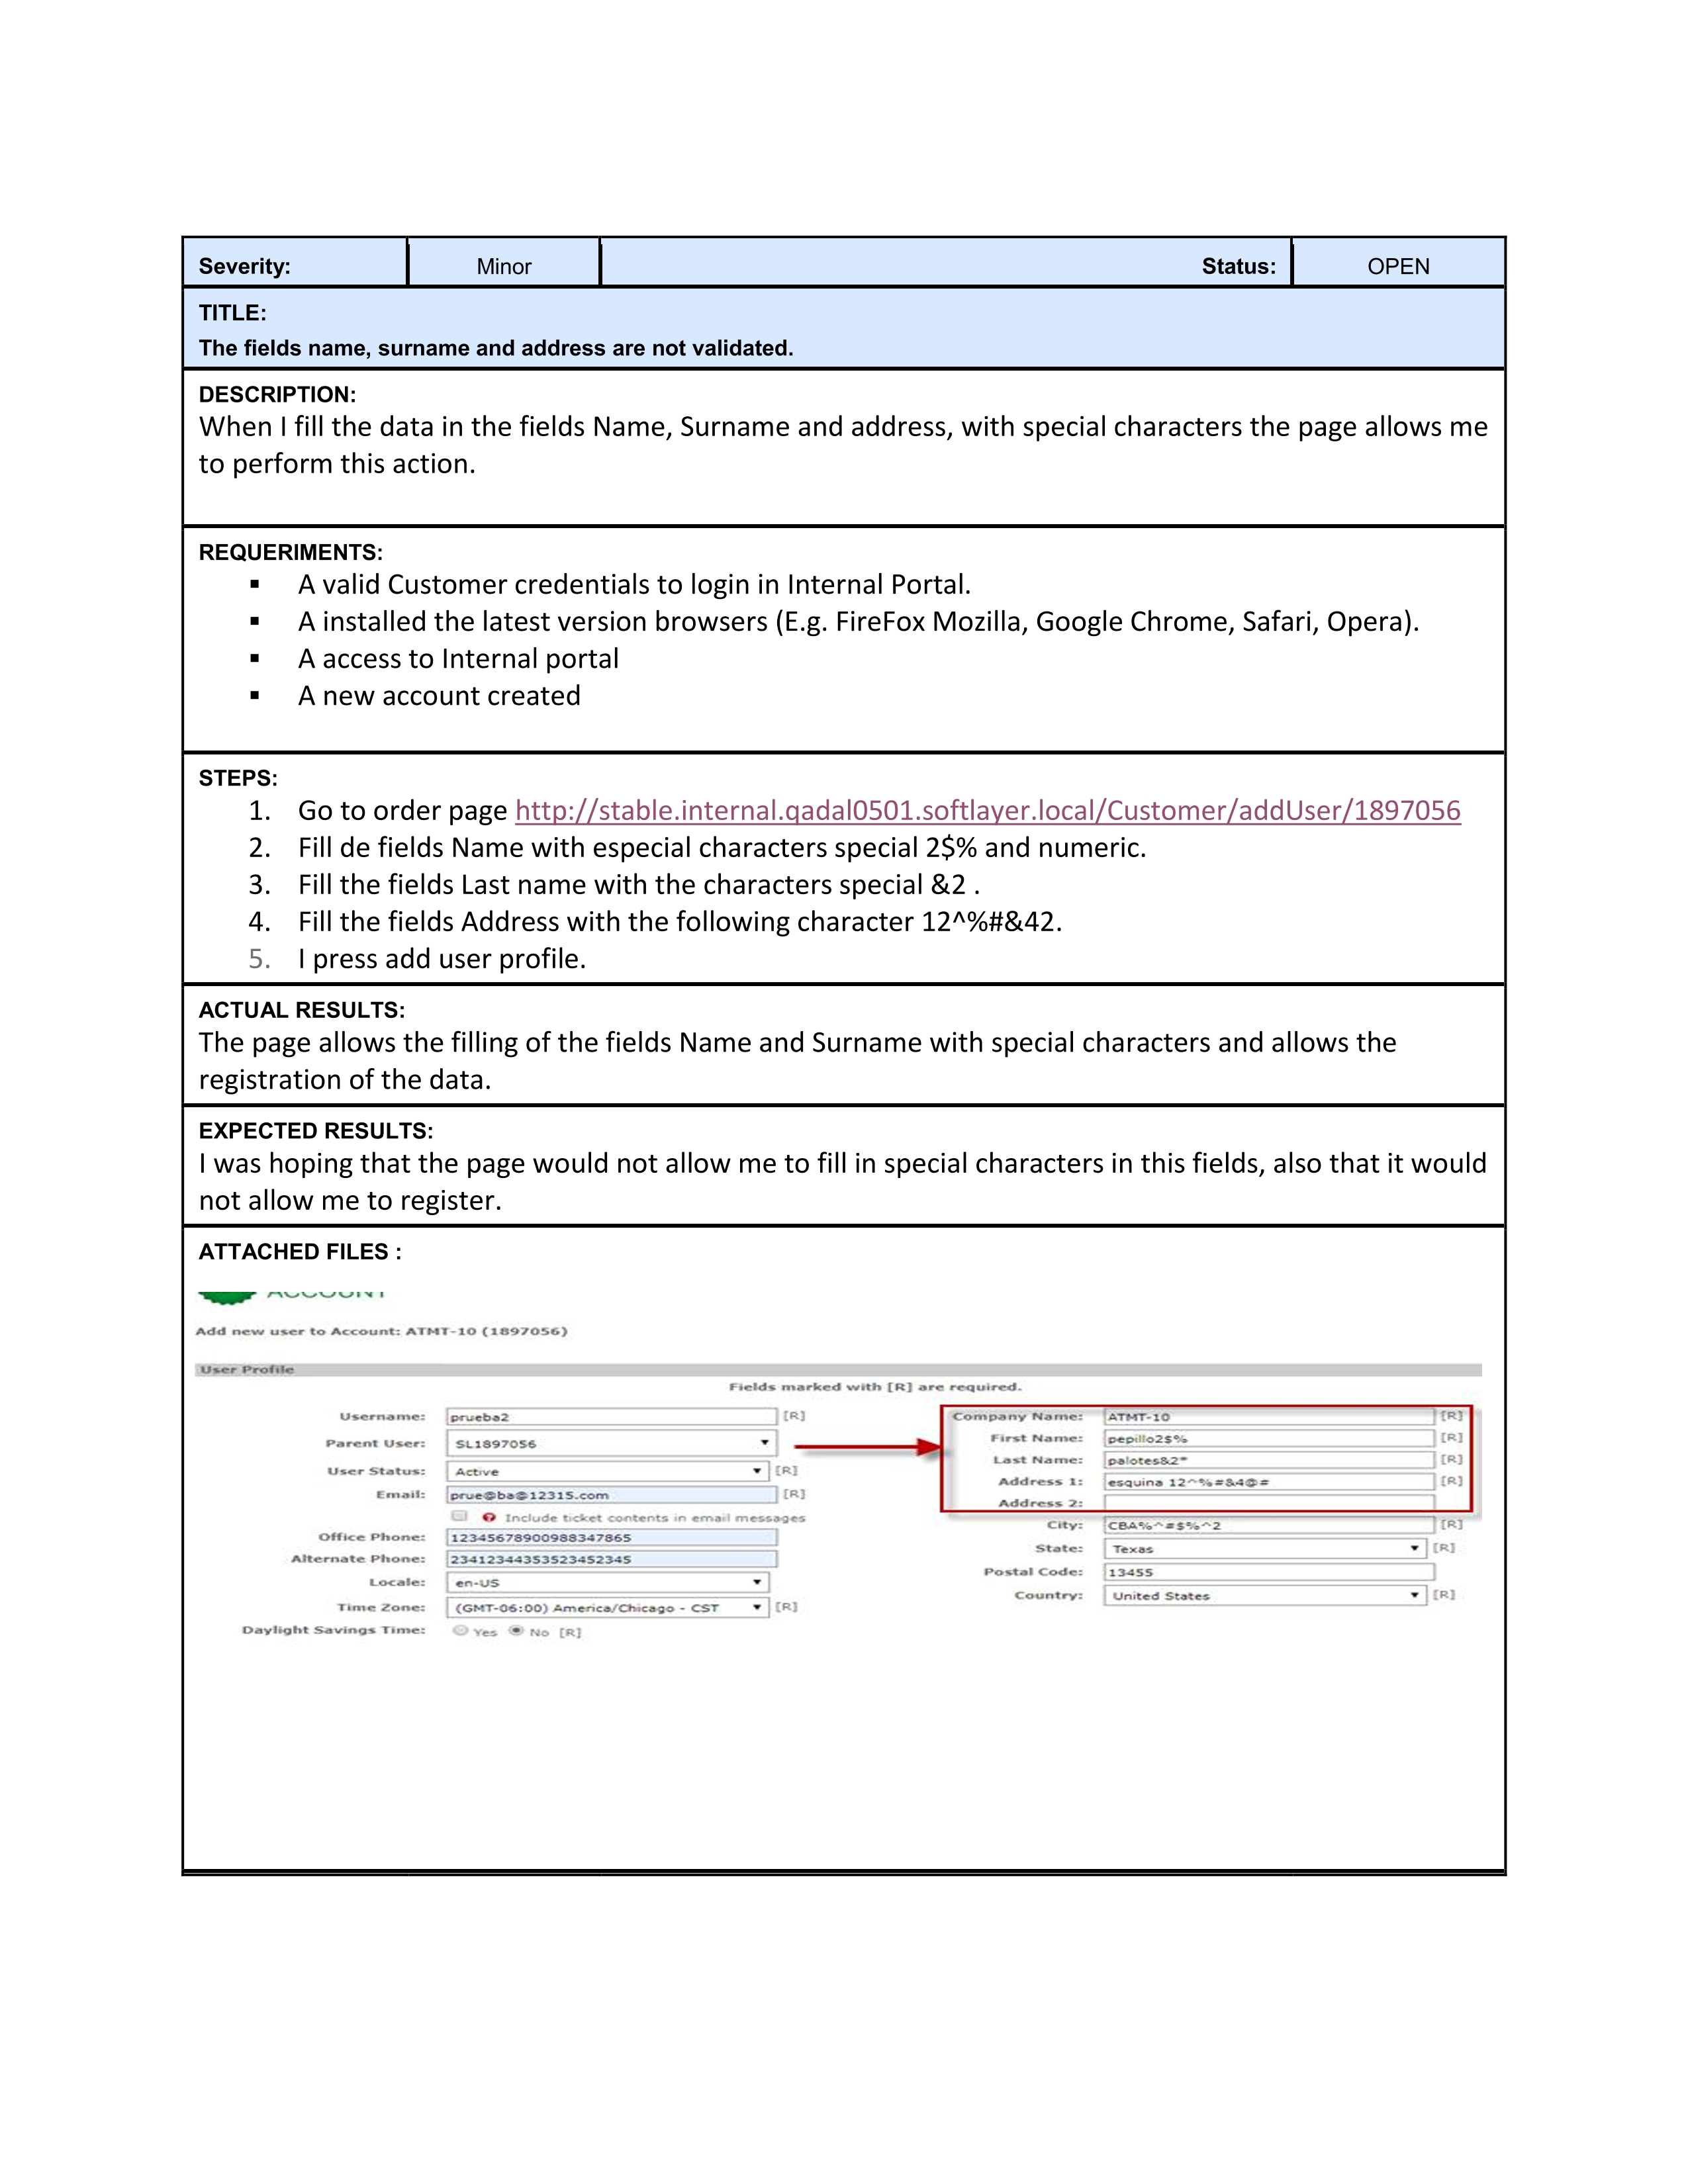 Severity: Minor Status: OPEN
TITLE:
The fields name, surname and address are not validated.
DESCRIPTION:
When I fill the data in the fields Name, Surname and address, with special characters the page allows me
to perform this action.
REQUERIMENTS:
▪ A valid Customer credentials to login in Internal Portal.
▪ A installed the latest version browsers (E.g. FireFox Mozilla, Google Chrome, Safari, Opera).
▪ A access to Internal portal
▪ A new account created
STEPS:
1. Go to order page http://stable.internal.qadal0501.softlayer.local/Customer/addUser/1897056
2. Fill de fields Name with especial characters special 2$% and numeric.
3. Fill the fields Last name with the characters special &2 .
4. Fill the fields Address with the following character 12^%#&42.
5. I press add user profile.
ACTUAL RESULTS:
The page allows the filling of the fields Name and Surname with special characters and allows the
registration of the data.
EXPECTED RESULTS:
I was hoping that the page would not allow me to fill in special characters in this fields, also that it would
not allow me to register.
ATTACHED FILES :
ACCOUNT
Add new user to Account: ATMT-10 (1897056)
User Profile
Fields marked with [R] are required.
Username: prueba2 [R]
Parent User: SL1897056
User Status: Active [R]
Email: prue@ba@12315.com [R]
Include ticket contents in email messages
Office Phone: 12345678900988347865
Alternate Phone: 23412344353523452345
Locale: en-US
Time Zone: (GMT-06:00) America/Chicago - CST [R]
Daylight Savings Time: Yes No [R]
Company Name: ATMT-10 [R]
First Name: pepillo2$% [R]
Last Name: palotes&2* [R]
Address 1: esquina 12^%#&4@# [R]
Address 2:
City: CBA%^#$%^2 [R]
State: Texas [R]
Postal Code: 13455
Country: United States [R]